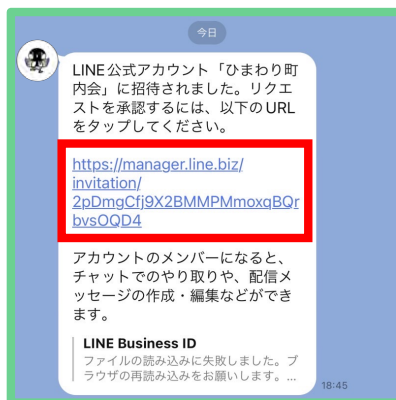 今日
LINE公式アカウント「ひまわり町
内会」に招待されました。リクエ
ストを承認するには、以下のURL
をタップしてください。
https://manager.line.biz/
invitation/
2pDmgCfj9X2BMMPMmoxqBQr
bvsOQD4
アカウントのメンバーになると、
チャットでのやり取りや、配信メ
ッセージの作成・編集などができ
ます。
LINE Business ID
ファイルの読み込みに失敗しました。ブ
ラウザの再読み込みをお願いします。...
18:45